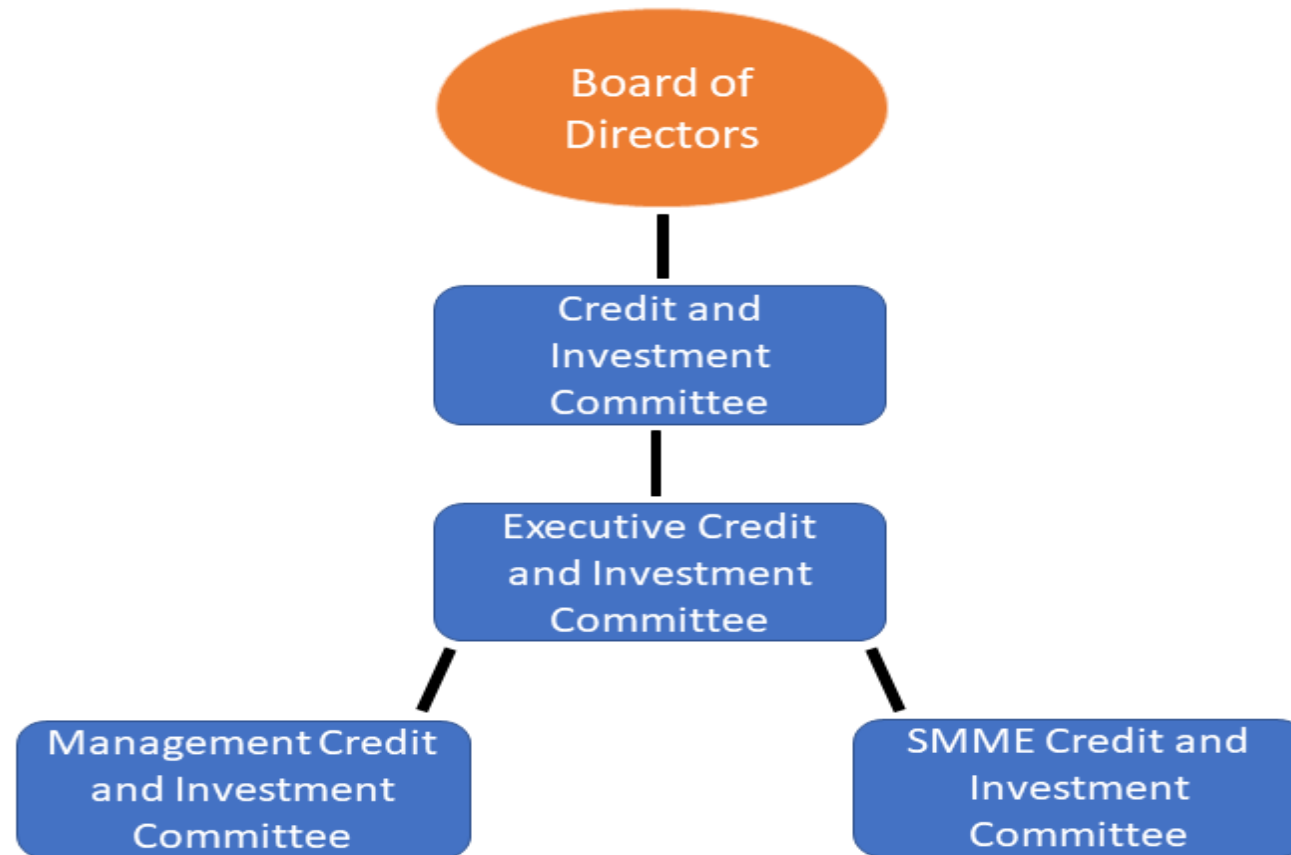 Board of
Directors
Credit and
Investment
Committee
Executive Credit
and Investment
Committee
Management Credit
and Investment
Committee
SMME Credit and
Investment
Committee